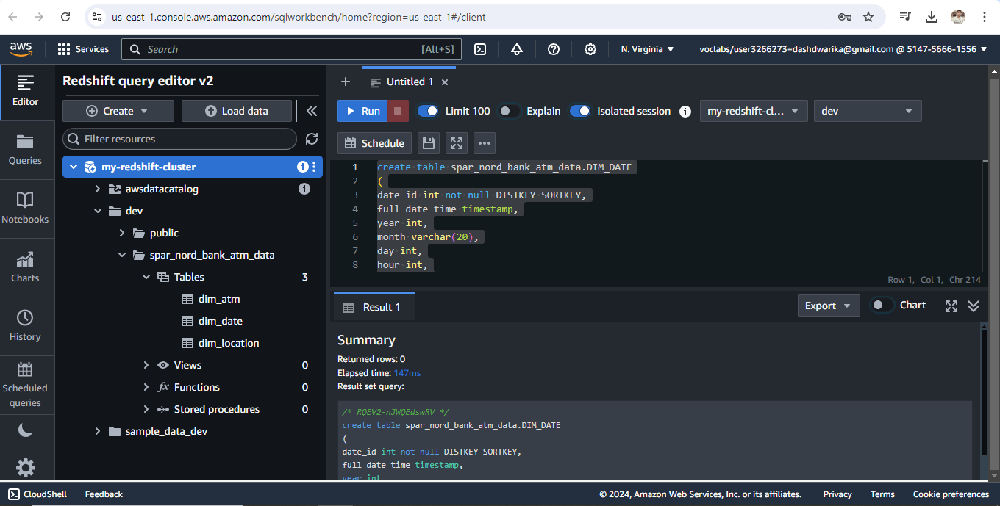 us-east-1.console.aws.amazon.com/sqlworkbench/home?region=us-east-1#/client
aws
Services
Search
[Alt+S]
N. Virginia
voclabs/user3266273=dashdwarika@gmail.com @ 5147-5666-1556
Editor
Queries
Notebooks
Charts
History
Scheduled
queries
Redshift query editor v2
Create
Load data
Filter resources
my-redshift-cluster
awsdatacatalog
dev
public
spar_nord_bank_atm_data
Tables 3
dim_atm
dim_date
dim_location
Views 0
fx Functions 0
Stored procedures 0
sample_data_dev
Untitled 1
Run
Limit 100
Explain
Isolated session
my-redshift-cl...
dev
Schedule
1 create table spar_nord_bank_atm_data.DIM_DATE
2 (
3 date_id int not null DISTKEY SORTKEY,
4 full_date_time timestamp,
5 year int,
6 month varchar(20),
7 day int,
8 hour int,
Row 1, Col 1, Chr 214
Result 1
Export
Chart
Summary
Returned rows: 0
Elapsed time: 147ms
Result set query:
/* RQEV2-nJWQEdswRV */
create table spar_nord_bank_atm_data.DIM_DATE
(
date_id int not null DISTKEY SORTKEY,
full_date_time timestamp,
year int,
CloudShell
Feedback
© 2024, Amazon Web Services, Inc. or its affiliates.
Privacy
Terms
Cookie preferences